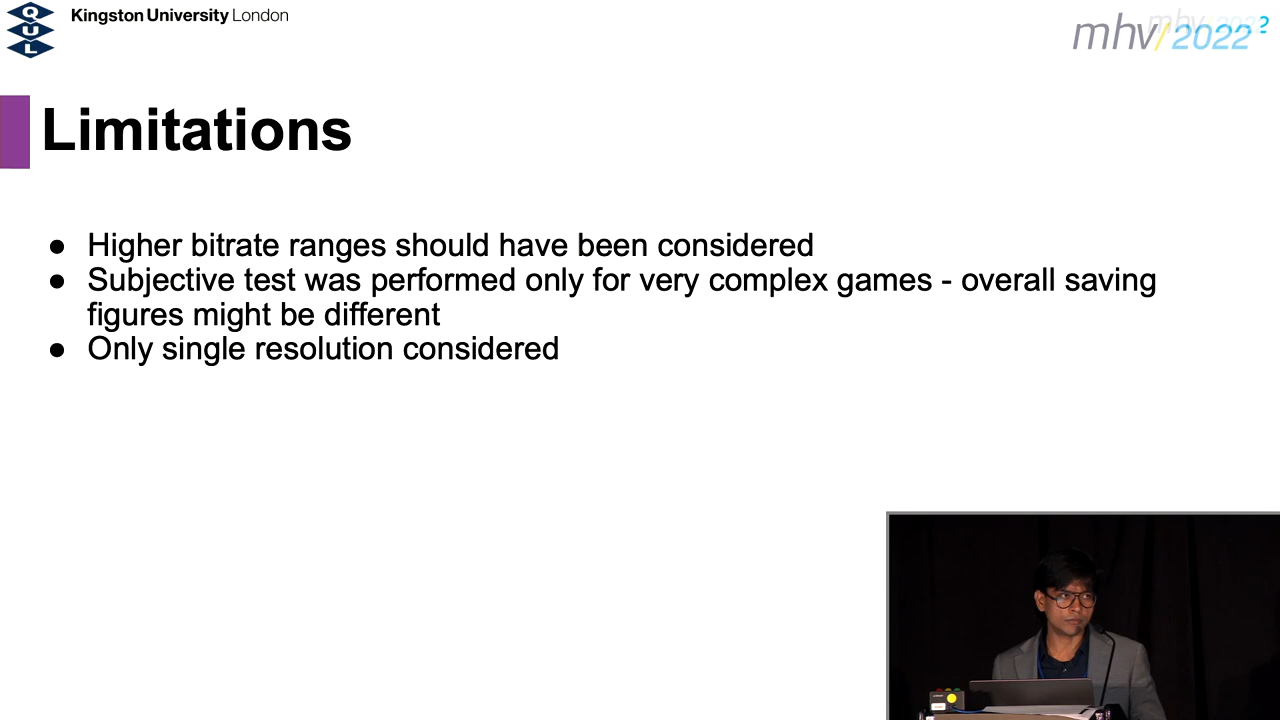 QUL
Kingston University London
mhv/2022
Limitations
● Higher bitrate ranges should have been considered
● Subjective test was performed only for very complex games - overall saving
figures might be different
● Only single resolution considered